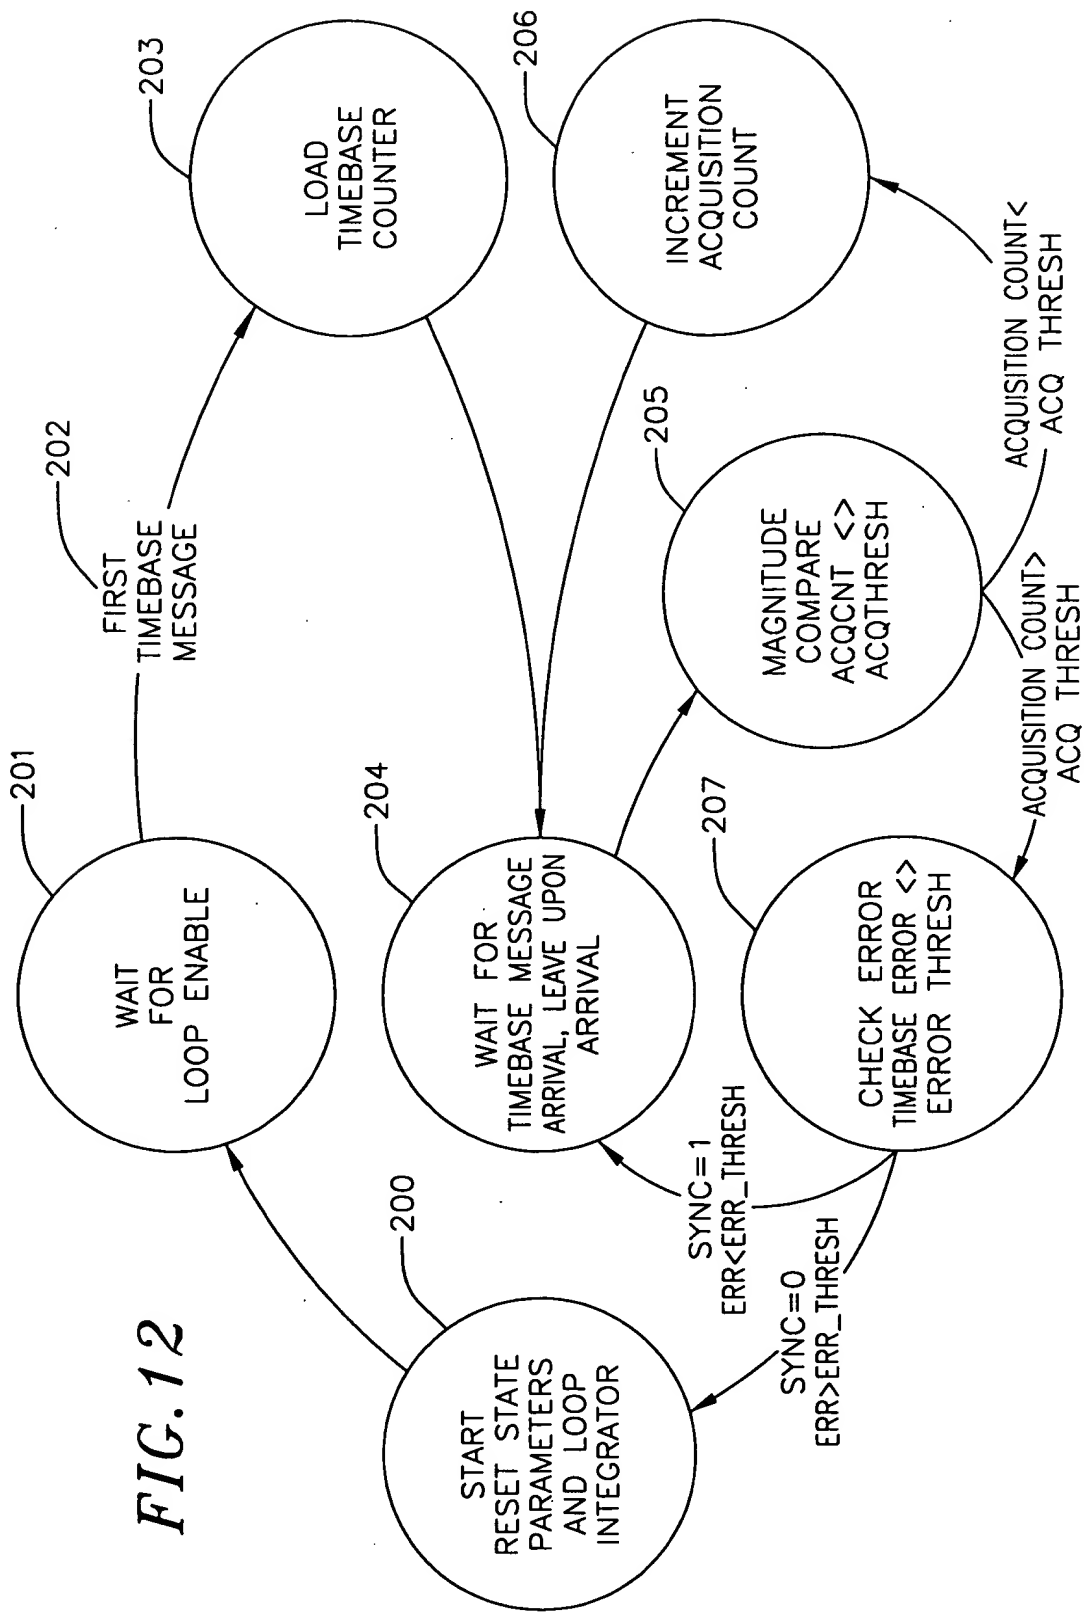 FIG.12
200
START
RESET STATE
PARAMETERS
AND LOOP
INTEGRATOR
201
WAIT
FOR
LOOP ENABLE
202
FIRST
TIMEBASE
MESSAGE
203
LOAD
TIMEBASE
COUNTER
204
WAIT FOR
TIMEBASE MESSAGE
ARRIVAL, LEAVE UPON
ARRIVAL
205
MAGNITUDE
COMPARE
ACQCNT <>
ACQTHRESH
206
INCREMENT
ACQUISITION
COUNT
ACQUISITION COUNT<
ACQ THRESH
ACQUISITION COUNT>
ACQ THRESH
207
CHECK ERROR
TIMEBASE ERROR <>
ERROR THRESH
SYNC=1
ERR<ERR_THRESH
SYNC=0
ERR>ERR_THRESH